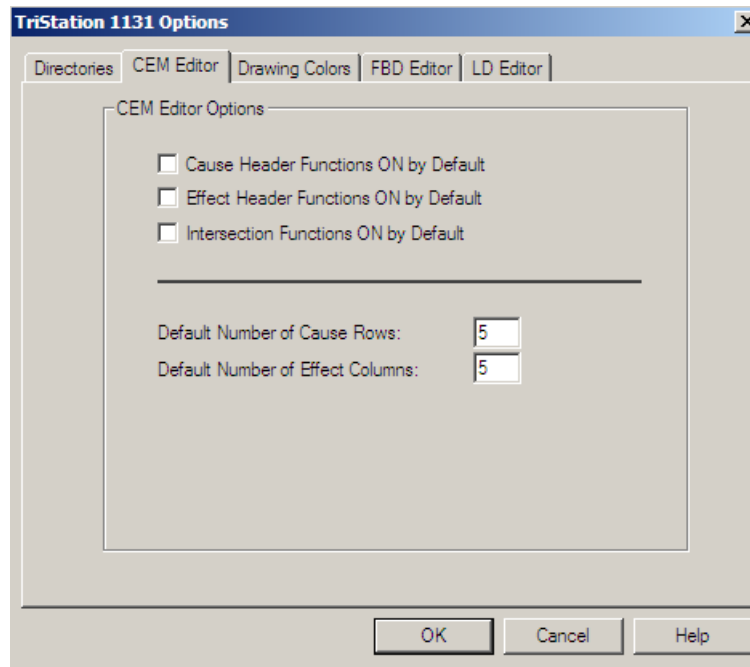 TriStation 1131 Options
Directories CEM Editor Drawing Colors FBD Editor LD Editor
CEM Editor Options
Cause Header Functions ON by Default
Effect Header Functions ON by Default
Intersection Functions ON by Default
Default Number of Cause Rows: 5
Default Number of Effect Columns: 5
OK Cancel Help